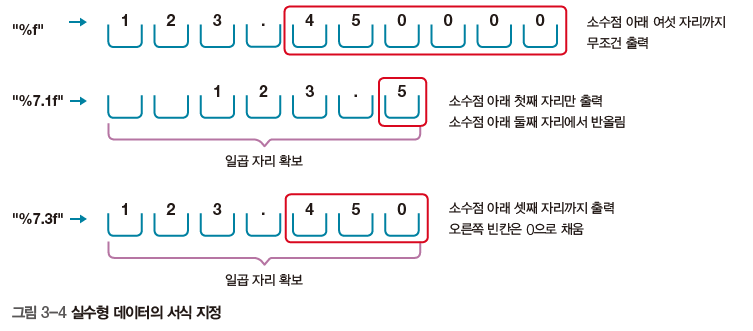 "%f" → 1 2 3 . 4 5 0 0 0 0
소수점 아래 여섯 자리까지
무조건 출력
"%7.1f" → 1 2 3 . 5
소수점 아래 첫째 자리만 출력
소수점 아래 둘째 자리에서 반올림
일곱 자리 확보
"%7.3f" → 1 2 3 . 4 5 0
소수점 아래 셋째 자리까지 출력
오른쪽 빈칸은 0으로 채움
일곱 자리 확보
그림 3-4 실수형 데이터의 서식 지정